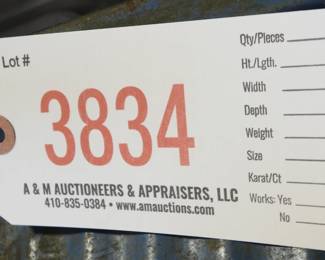 Lot #
3834
A & M AUCTIONEERS & APPRAISERS, LLC
410-835-0384 • www.amauctions.com
Qty/Pieces
Ht./Lgth.
Width
Depth
Weight
Size
Karat/Ct
Works: Yes
No